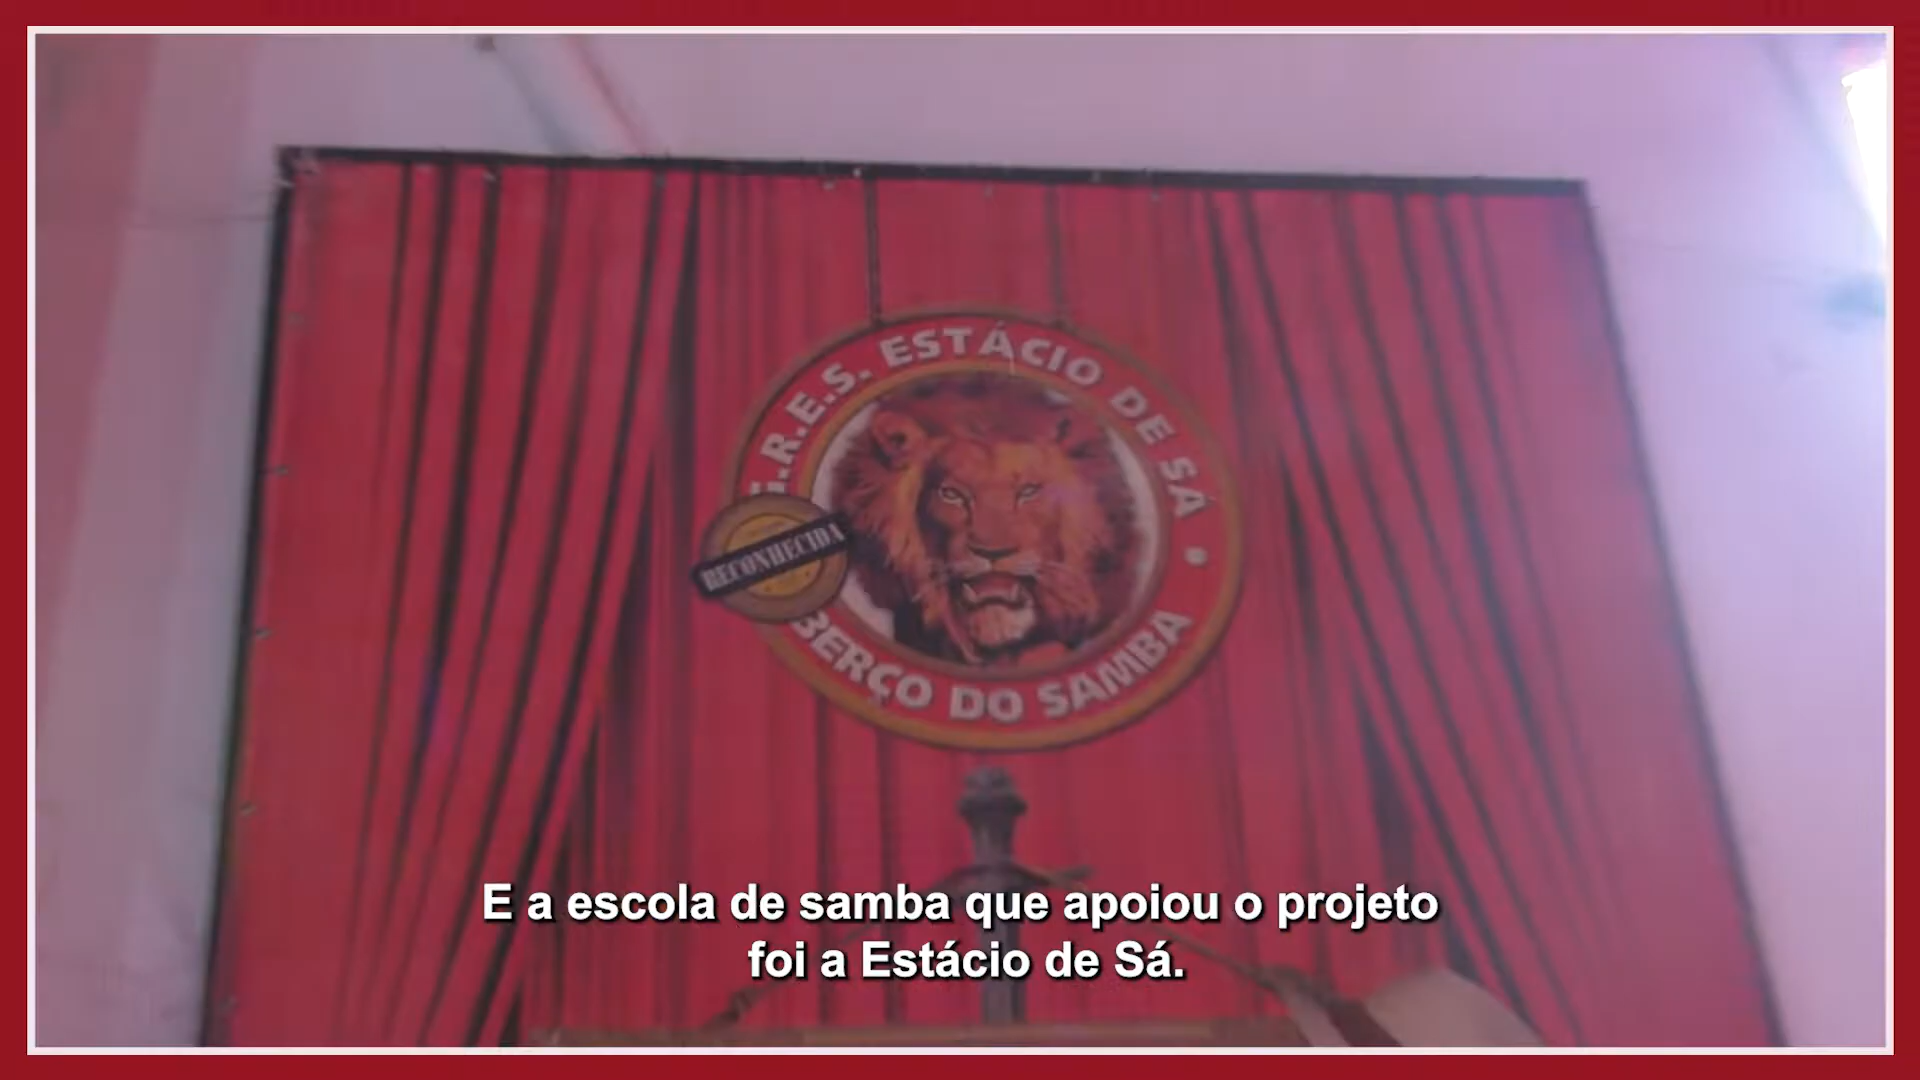 G.R.E.S. ESTÁCIO DE SÁ
RECONHECIDA
BERÇO DO SAMBA
E a escola de samba que apoiou o projeto
foi a Estácio de Sá.